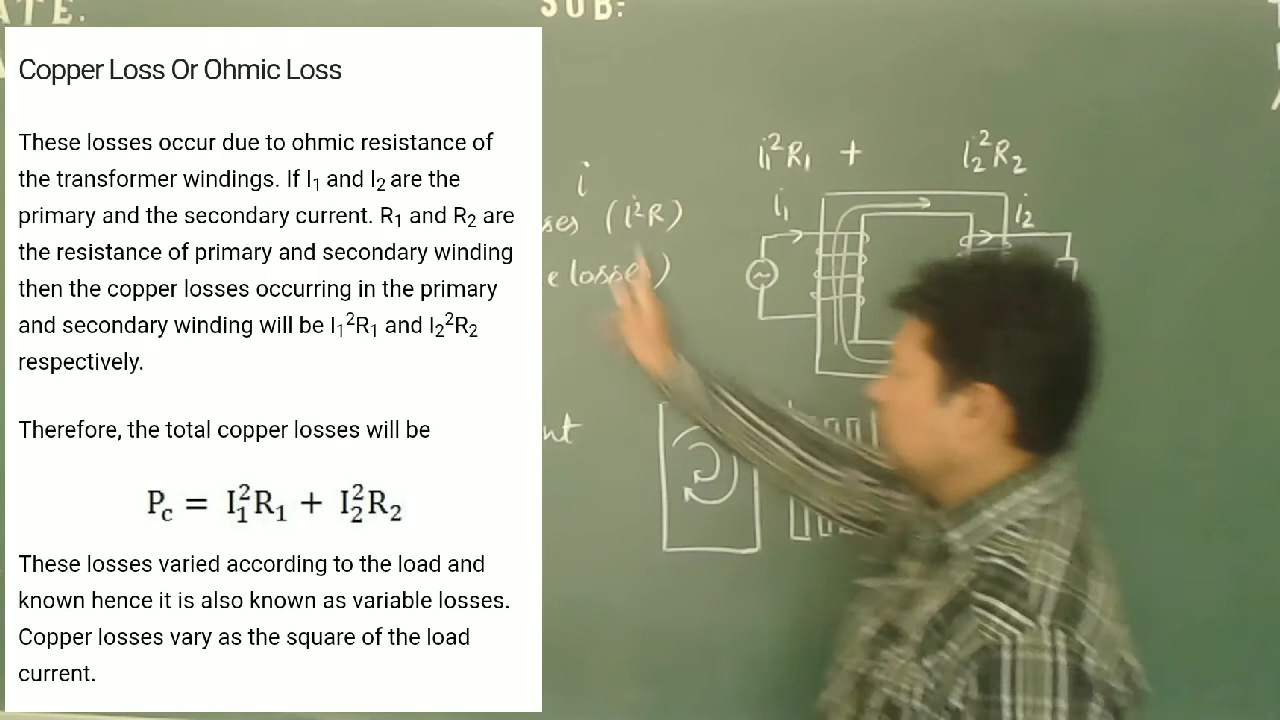 ATE.
SUB:
Copper Loss Or Ohmic Loss
These losses occur due to ohmic resistance of
the transformer windings. If I₁ and I₂ are the
primary and the secondary current. R₁ and R₂ are
the resistance of primary and secondary winding
then the copper losses occurring in the primary
and secondary winding will be I₁²R₁ and I₂²R₂
respectively.
Therefore, the total copper losses will be
P_c = I₁²R₁ + I₂²R₂
These losses varied according to the load and
known hence it is also known as variable losses.
Copper losses vary as the square of the load
current.
i
ses (I²R)
e losses)
nt
I₁²R₁ + I₂²R₂
I₁
I₂
~